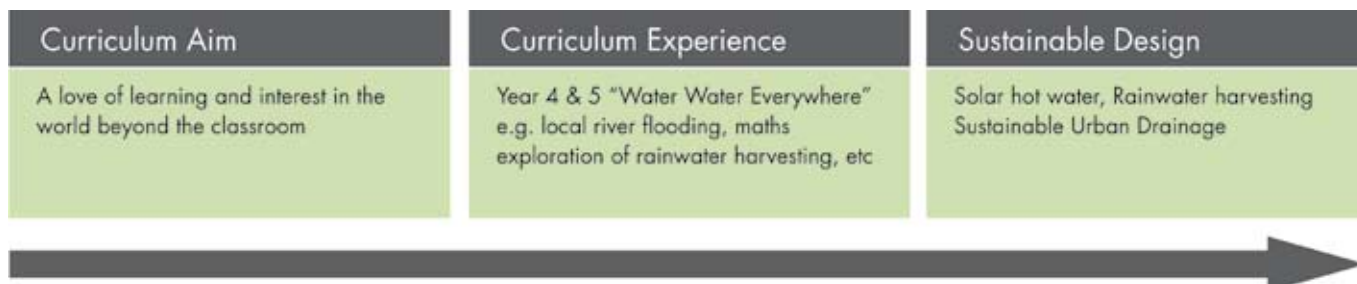 Curriculum Aim
A love of learning and interest in the
world beyond the classroom
Curriculum Experience
Year 4 & 5 “Water Water Everywhere”
e.g. local river flooding, maths
exploration of rainwater harvesting, etc
Sustainable Design
Solar hot water, Rainwater harvesting
Sustainable Urban Drainage